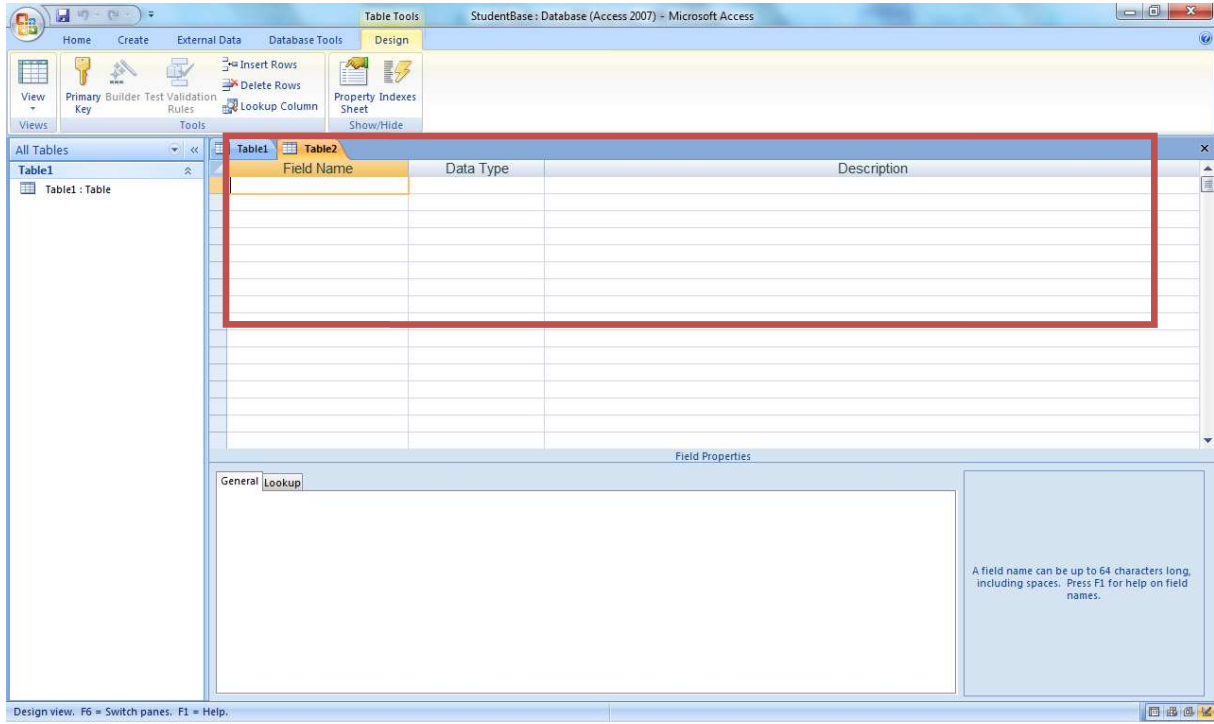 Table Tools
StudentBase : Database (Access 2007) - Microsoft Access
Home Create External Data Database Tools Design
View
Primary Key
Builder
Test Validation Rules
Insert Rows
Delete Rows
Lookup Column
Property Sheet
Indexes
Views Tools Show/Hide
All Tables
Table1
Table1 : Table
Table1 Table2
Field Name Data Type Description
Field Properties
General Lookup
A field name can be up to 64 characters long,
including spaces. Press F1 for help on field
names.
Design view. F6 = Switch panes. F1 = Help.